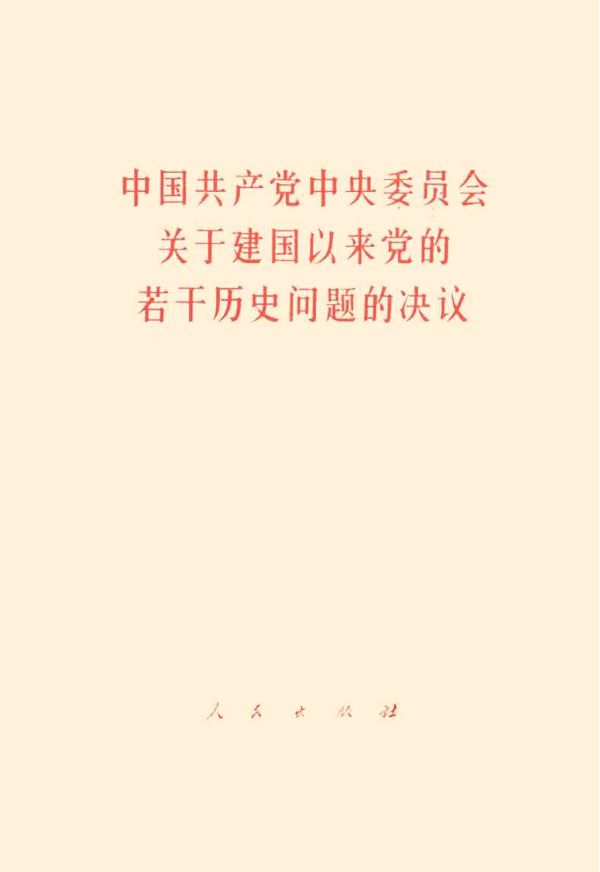 中国共产党中央委员会
关于建国以来党的
若干历史问题的决议
人民出版社